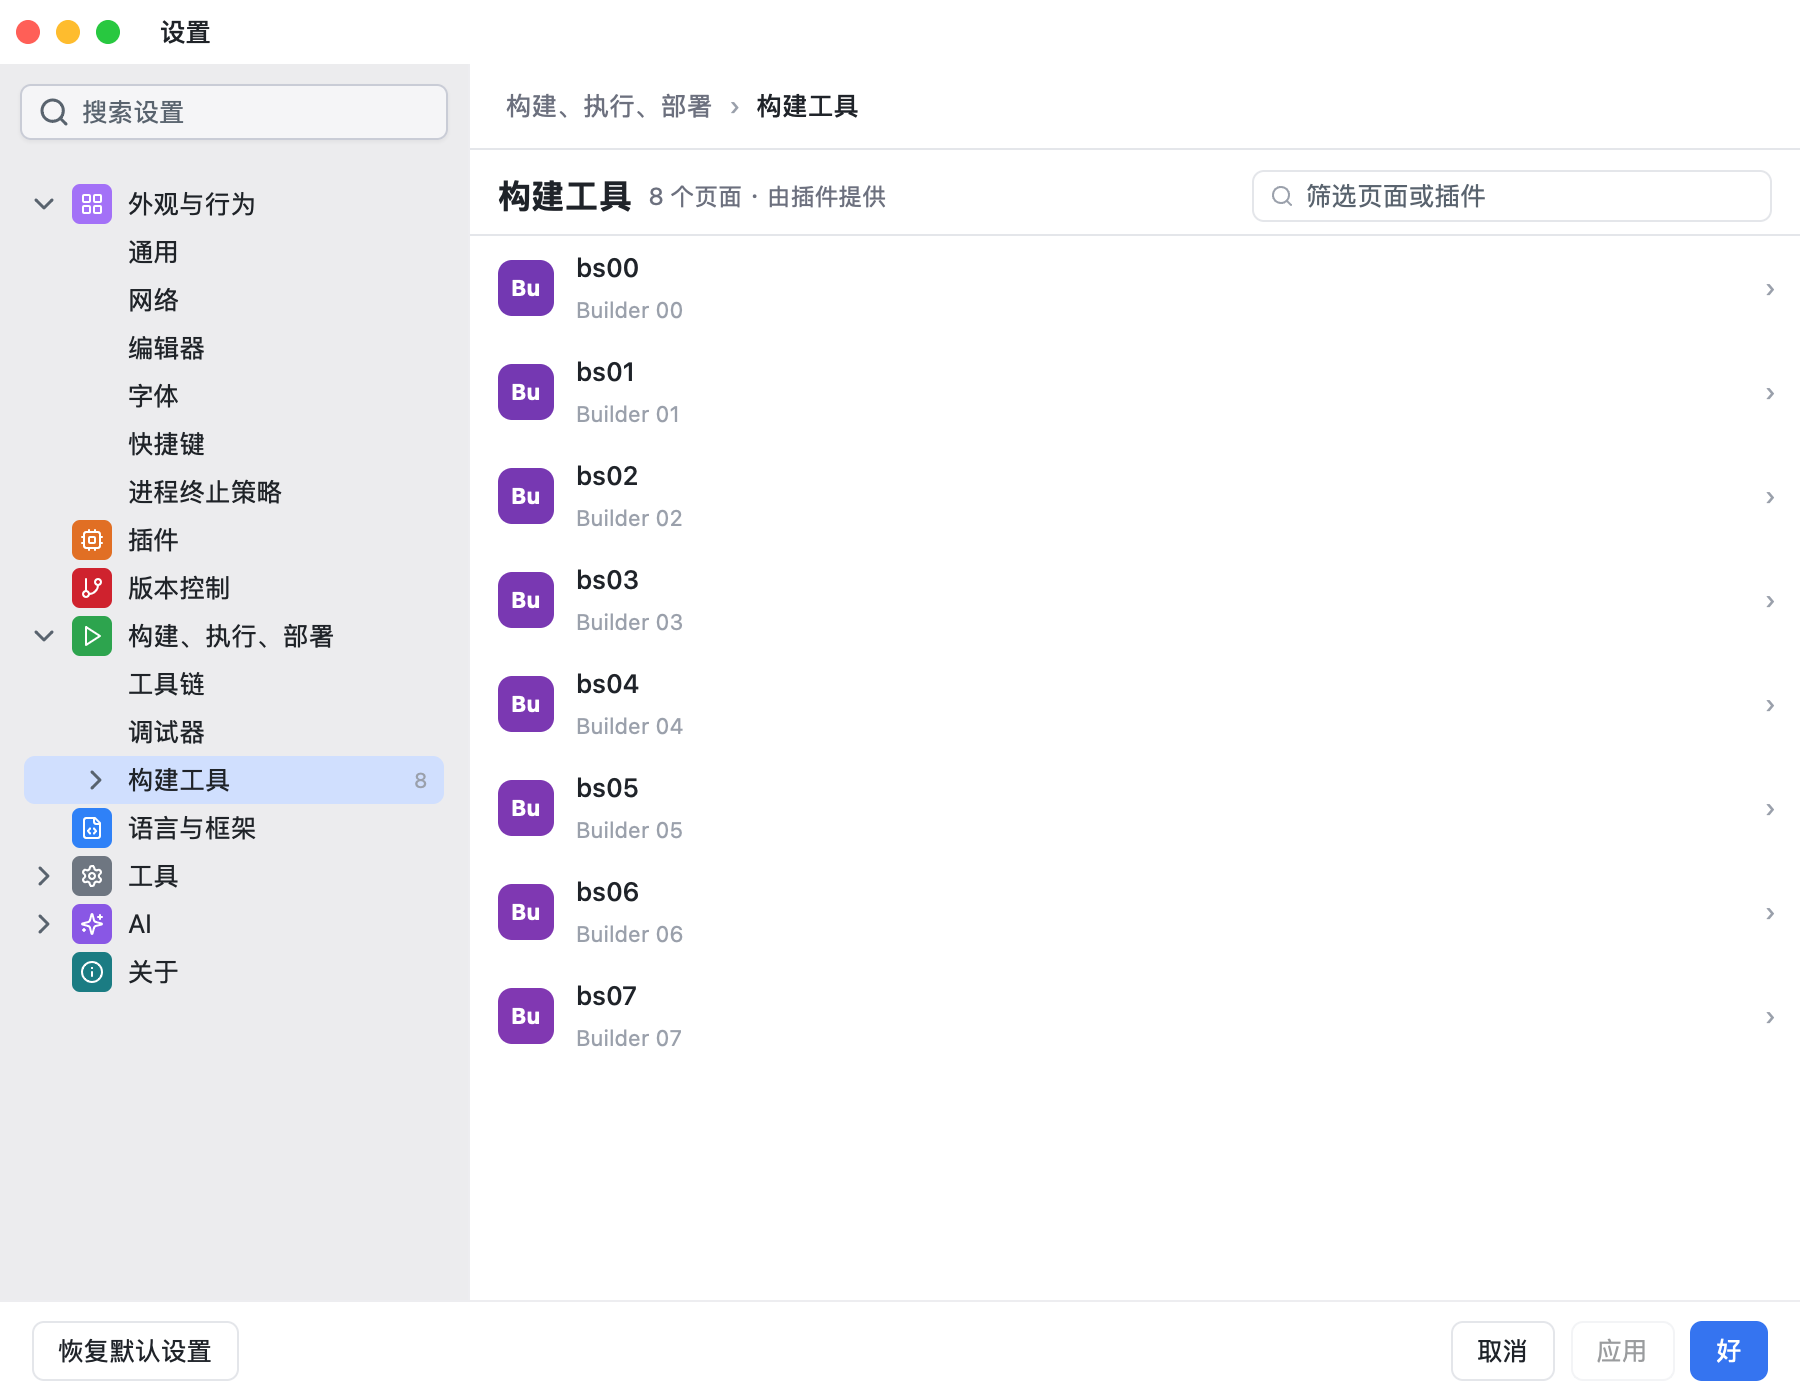 设置
搜索设置
外观与行为
通用
网络
编辑器
字体
快捷键
进程终止策略
插件
版本控制
构建、执行、部署
工具链
调试器
构建工具 8
语言与框架
工具
AI
关于
构建、执行、部署 › 构建工具
构建工具 8 个页面 · 由插件提供
筛选页面或插件
Bu
bs00
Builder 00
Bu
bs01
Builder 01
Bu
bs02
Builder 02
Bu
bs03
Builder 03
Bu
bs04
Builder 04
Bu
bs05
Builder 05
Bu
bs06
Builder 06
Bu
bs07
Builder 07
恢复默认设置
取消
应用
好